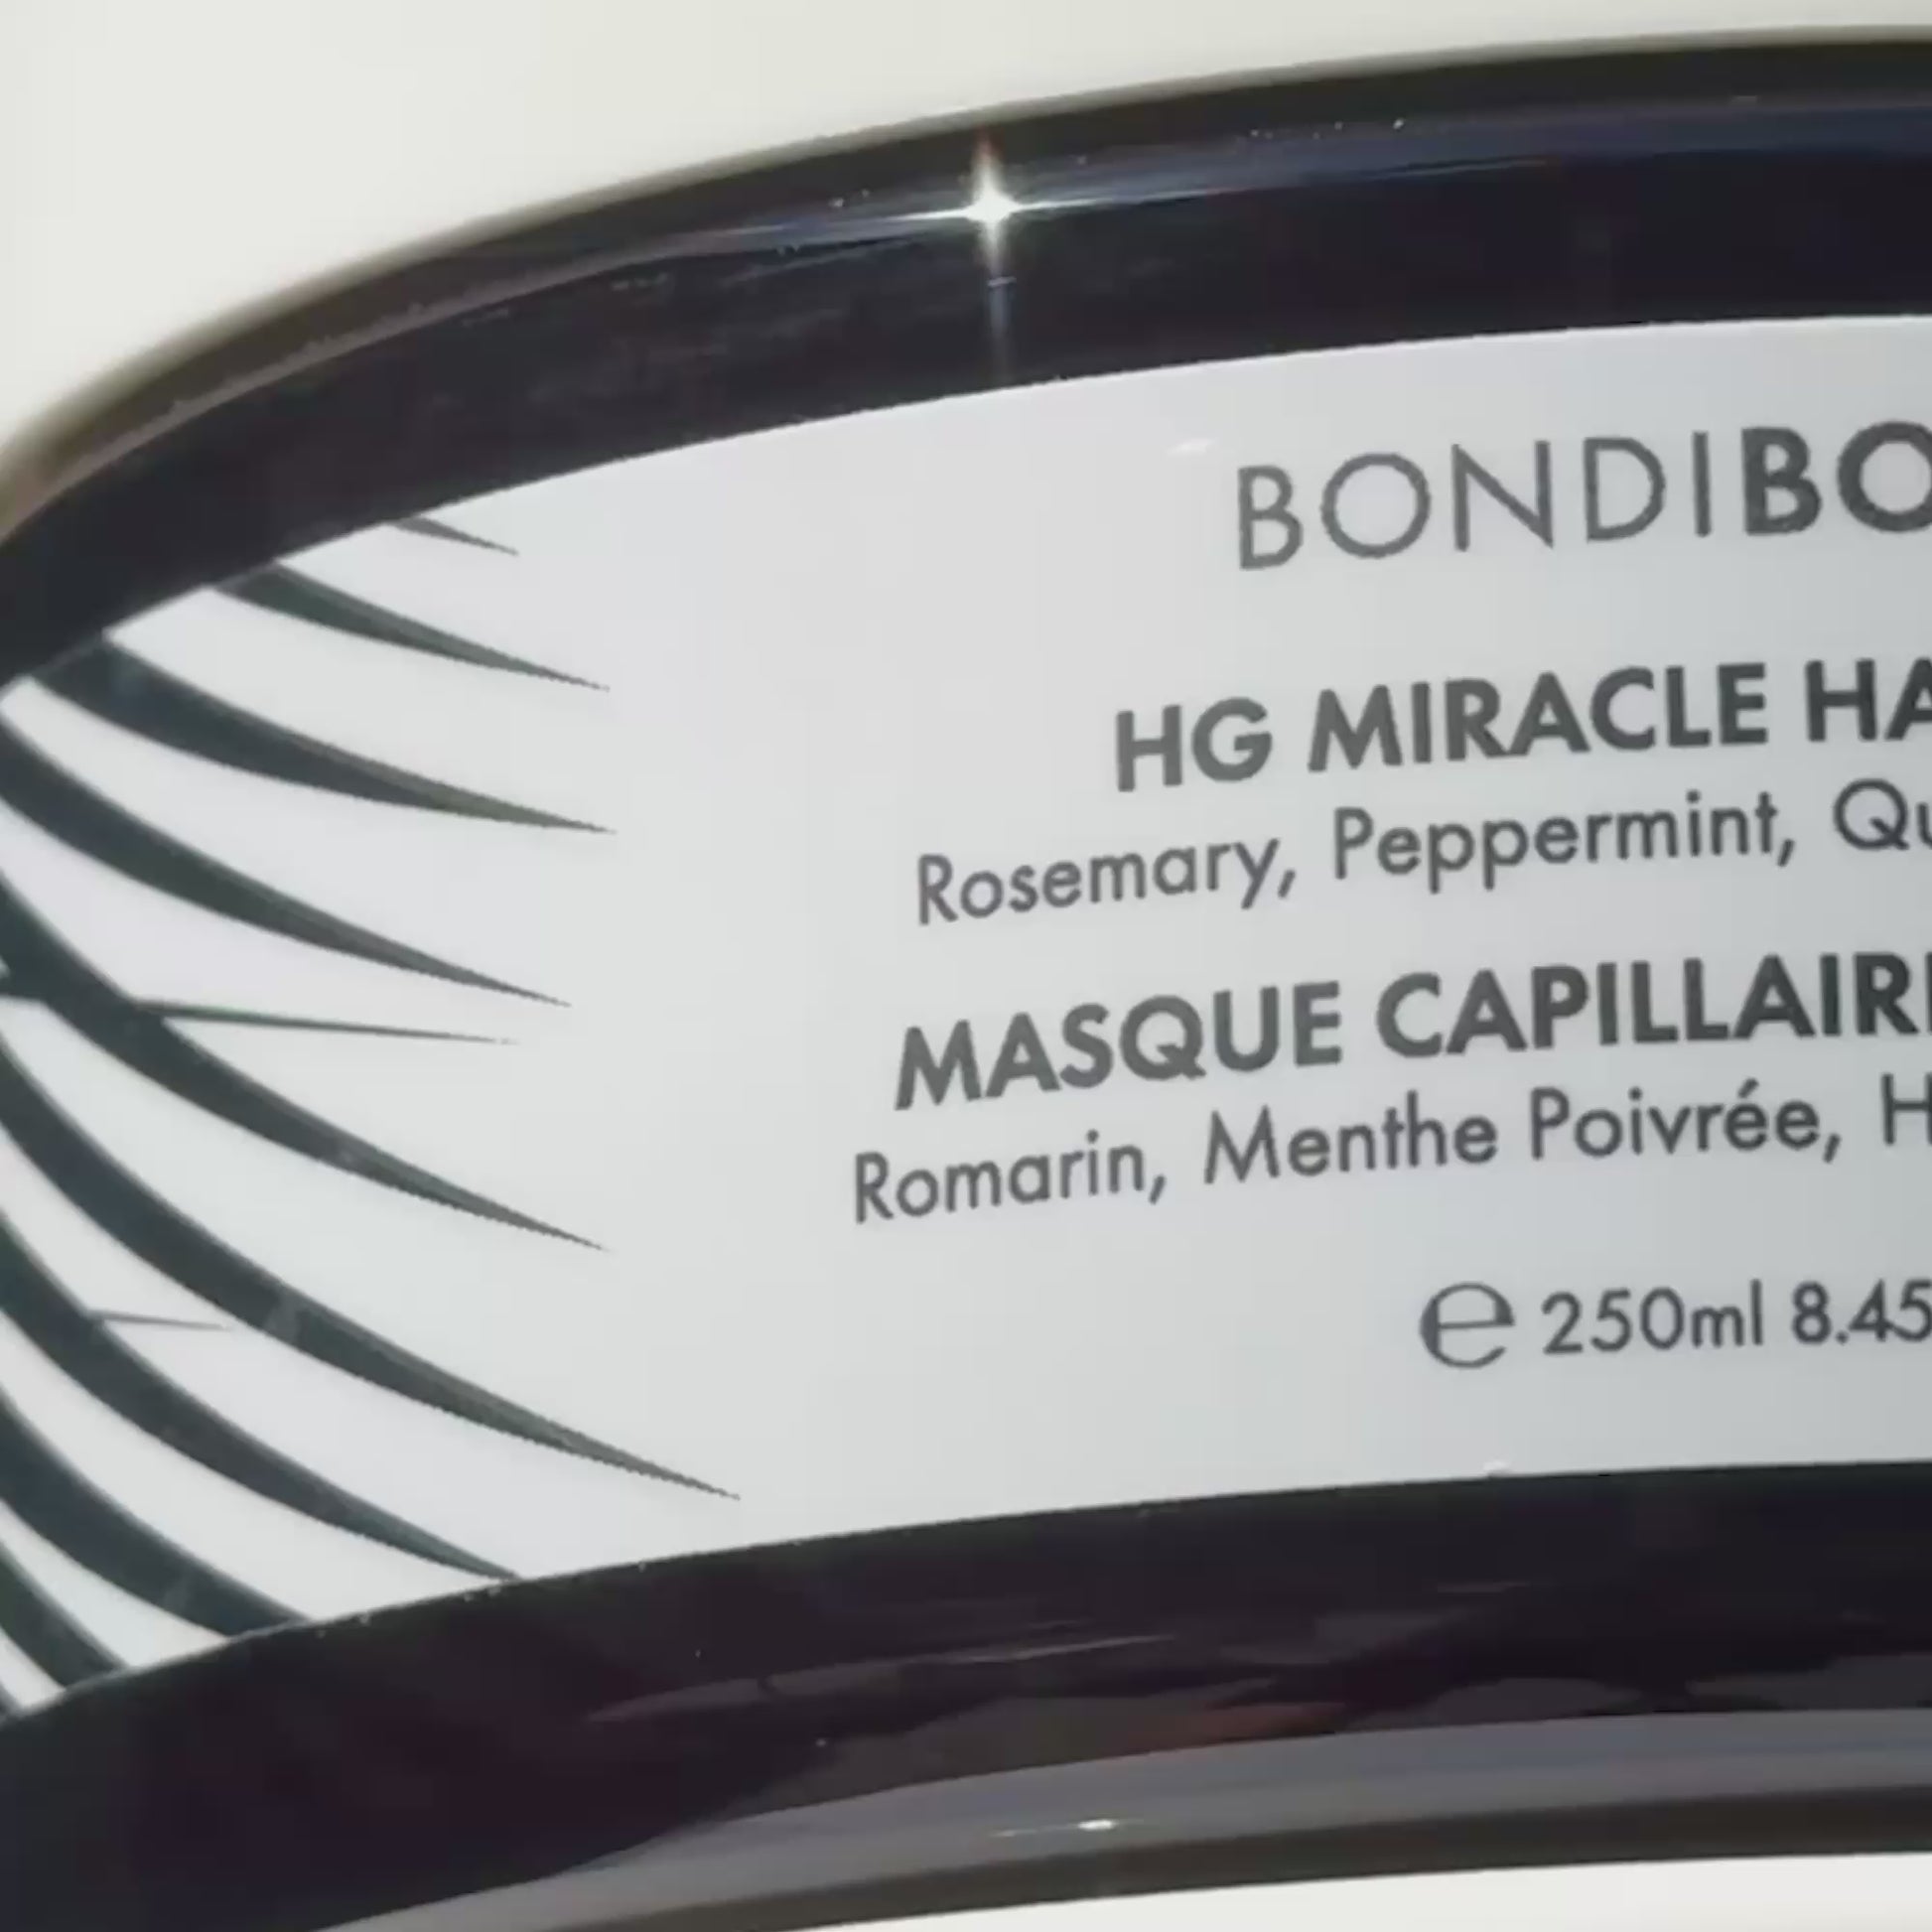 BONDIBO
HG MIRACLE HA
Rosemary, Peppermint, Qu
MASQUE CAPILLAIR
Romarin, Menthe Poivrée, H
℮ 250ml 8.45